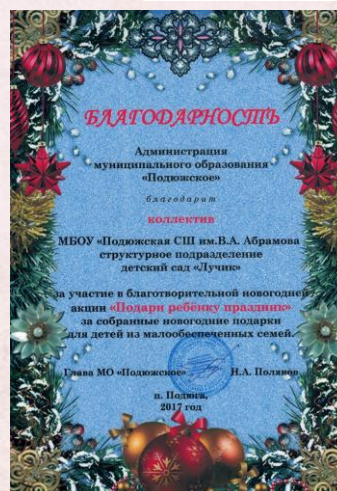 БЛАГОДАРНОСТЬ
Администрация
муниципального образования
«Подюжское»
благодарит
коллектив
МБОУ «Подюжская СШ им.В.А. Абрамова
структурное подразделение
детский сад «Лучик»
за участие в благотворительной новогодней
акции «Подари ребёнку праздник»
за собранные новогодние подарки
для детей из малообеспеченных семей.
Глава МО «Подюжское» Н.А. Поляков
п. Подюга,
2017 год